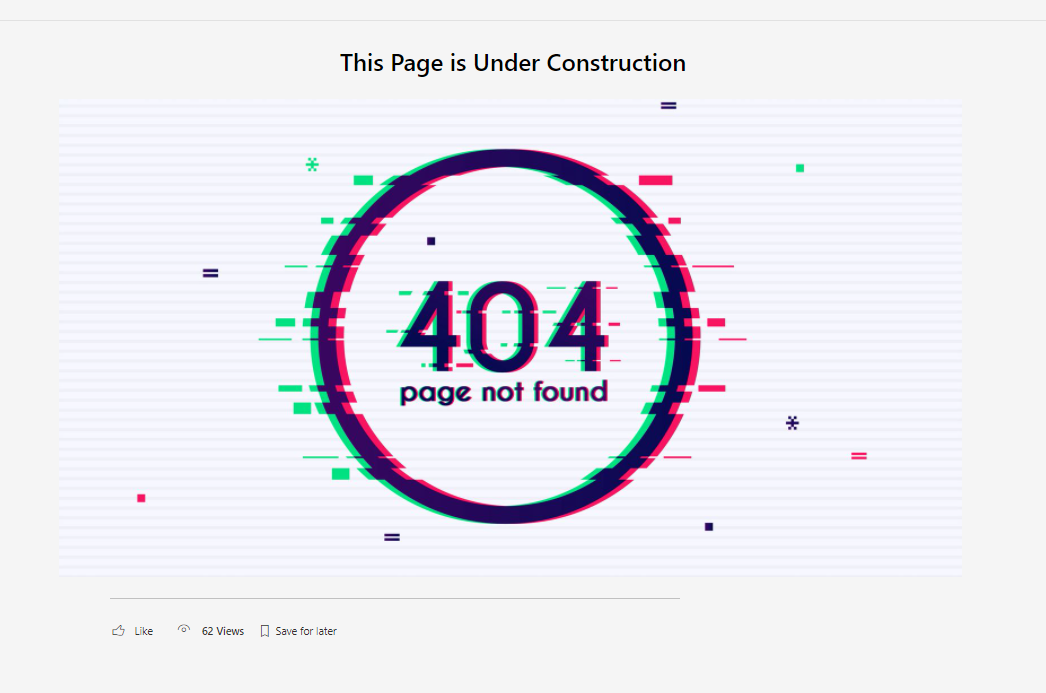 This Page is Under Construction
404
page not found
Like 62 Views Save for later